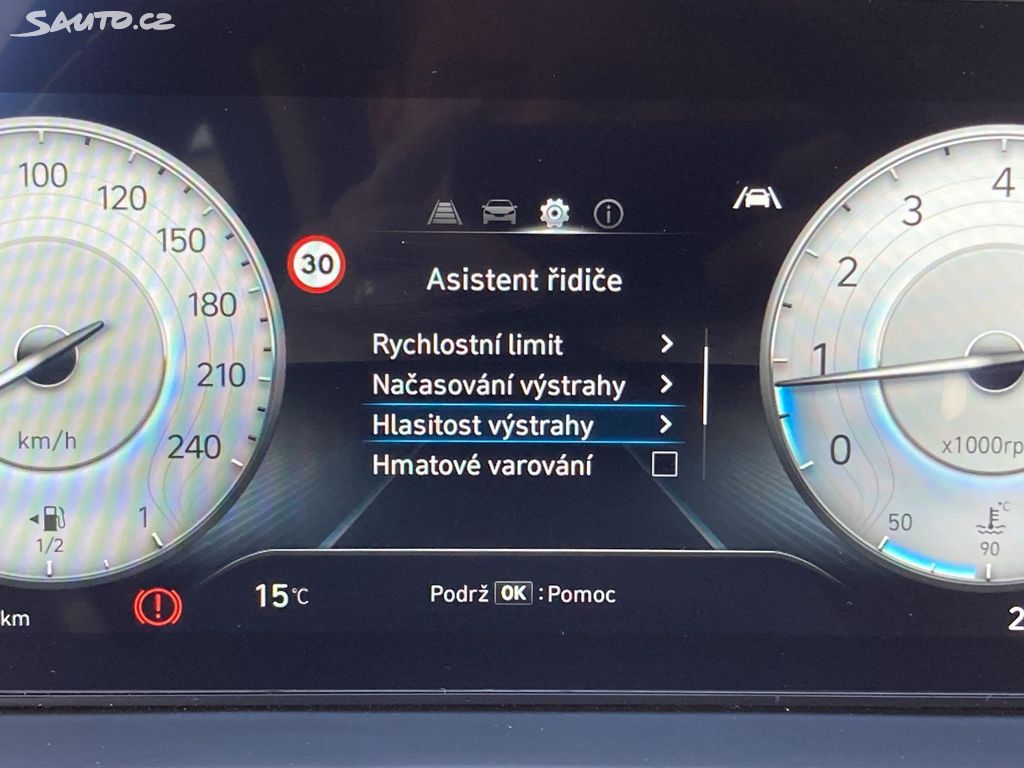 Sauto.cz
100
120
150
180
210
240
km/h
1
1/2
km
30
Asistent řidiče
Rychlostní limit
Načasování výstrahy
Hlasitost výstrahy
Hmatové varování
15 °C
Podrž OK : Pomoc
4
3
2
1
0
x1000rp
50
°C
90
2